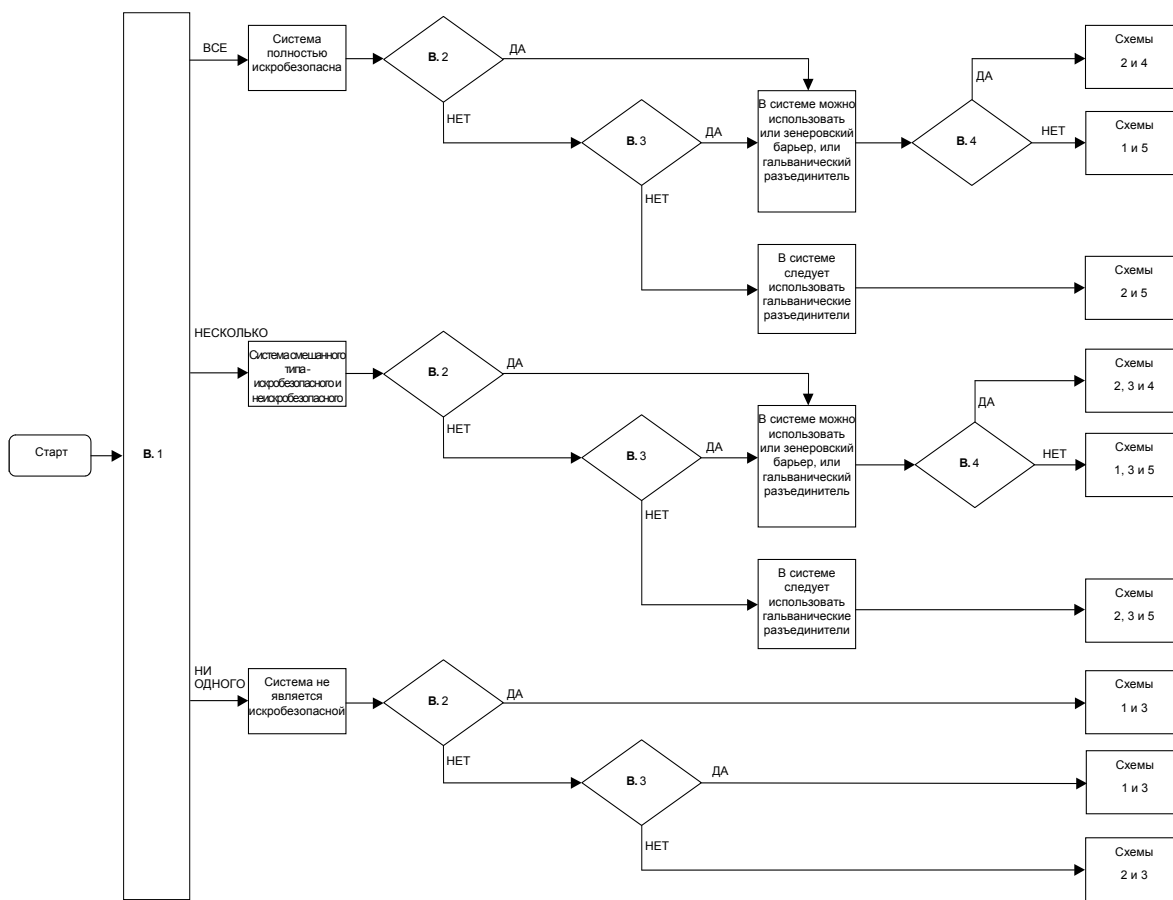 Старт
В. 1
ВСЕ
Система
полностью
искробезопасна
В. 2
ДА
НЕТ
В. 3
ДА
НЕТ
В системе можно
использовать
или зенеровский
барьер, или
гальванический
разъединитель
В. 4
ДА
НЕТ
Схемы
2 и 4
Схемы
1 и 5
В системе
следует
использовать
гальванические
разъединители
Схемы
2 и 5
НЕСКОЛЬКО
Система смешанного
типа -
искробезопасного и
неискробезопасного
В. 2
ДА
НЕТ
В. 3
ДА
НЕТ
В системе можно
использовать
или зенеровский
барьер, или
гальванический
разъединитель
В. 4
ДА
НЕТ
Схемы
2, 3 и 4
Схемы
1, 3 и 5
В системе
следует
использовать
гальванические
разъединители
Схемы
2, 3 и 5
НИ
ОДНОГО
Система не
является
искробезопасной
В. 2
ДА
НЕТ
В. 3
ДА
НЕТ
Схемы
1 и 3
Схемы
1 и 3
Схемы
2 и 3